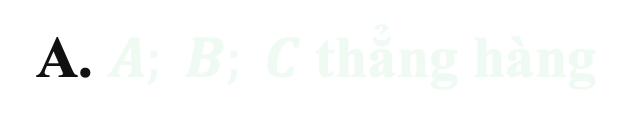 A. A; B; C thẳng hàng